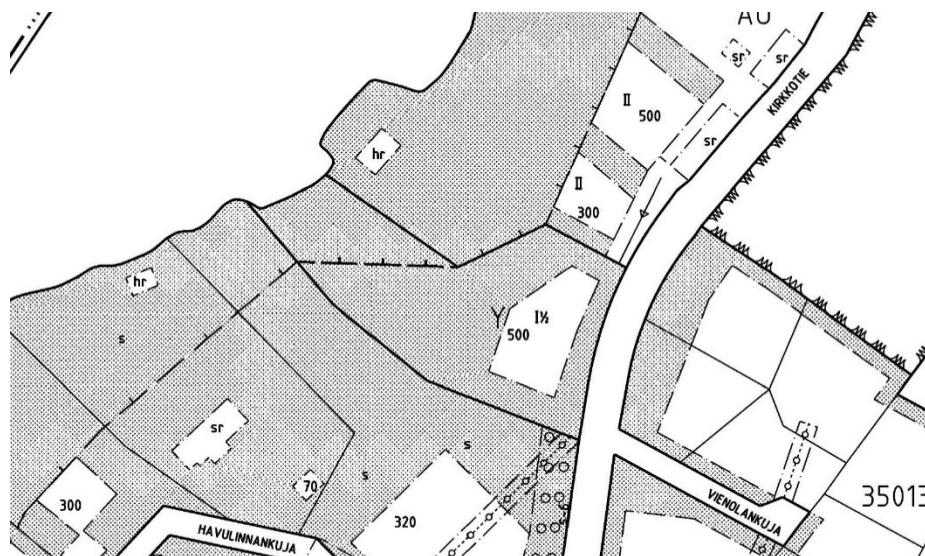 AO
sr
sr
KIRKKOTIE
II
500
sr
hr
II
300
hr
I½
Y
500
s
sr
s
s
70
300
320
35013
VIENOLANKUJA
HAVULINNANKUJA